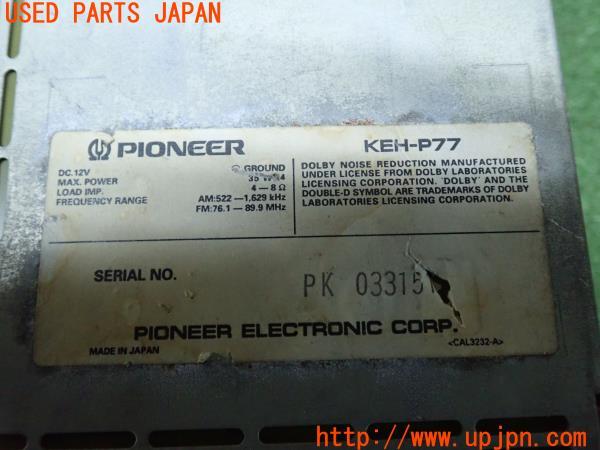 USED PARTS JAPAN
PIONEER
KEH-P77
DC.12V
GROUND
MAX. POWER
LOAD IMP. 4 – 8 Ω
FREQUENCY RANGE AM:522 – 1,629 kHz
FM:76.1 – 89.9 MHz
DOLBY NOISE REDUCTION MANUFACTURED
UNDER LICENSE FROM DOLBY LABORATORIES
LICENSING CORPORATION. 'DOLBY' AND THE
DOUBLE-D SYMBOL ARE TRADEMARKS OF DOLBY
LABORATORIES LICENSING CORPORATION.
SERIAL NO.
PK 03315
PIONEER ELECTRONIC CORP.
MADE IN JAPAN
<CAL3232-A>
http://www.upjpn.com/